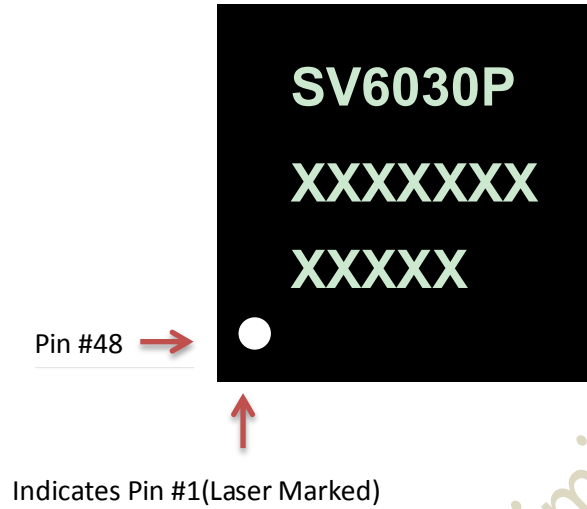 SV6030P
XXXXXXX
XXXXX
Pin #48
Indicates Pin #1(Laser Marked)